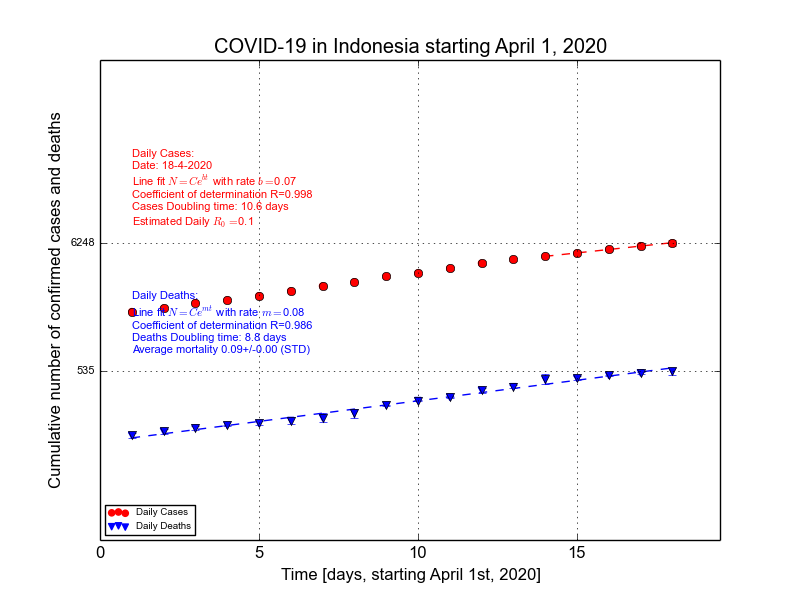 COVID-19 in Indonesia starting April 1, 2020
Cumulative number of confirmed cases and deaths
Daily Cases:
Date: 18-4-2020
Line fit N = Ce^{bt} with rate b =0.07
Coefficient of determination R=0.998
Cases Doubling time: 10.6 days
Estimated Daily R_0 =0.1
6248
Daily Deaths:
Line fit N = Ce^{mt} with rate m =0.08
Coefficient of determination R=0.986
Deaths Doubling time: 8.8 days
Average mortality 0.09+/-0.00 (STD)
535
Daily Cases
Daily Deaths
0 5 10 15
Time [days, starting April 1st, 2020]